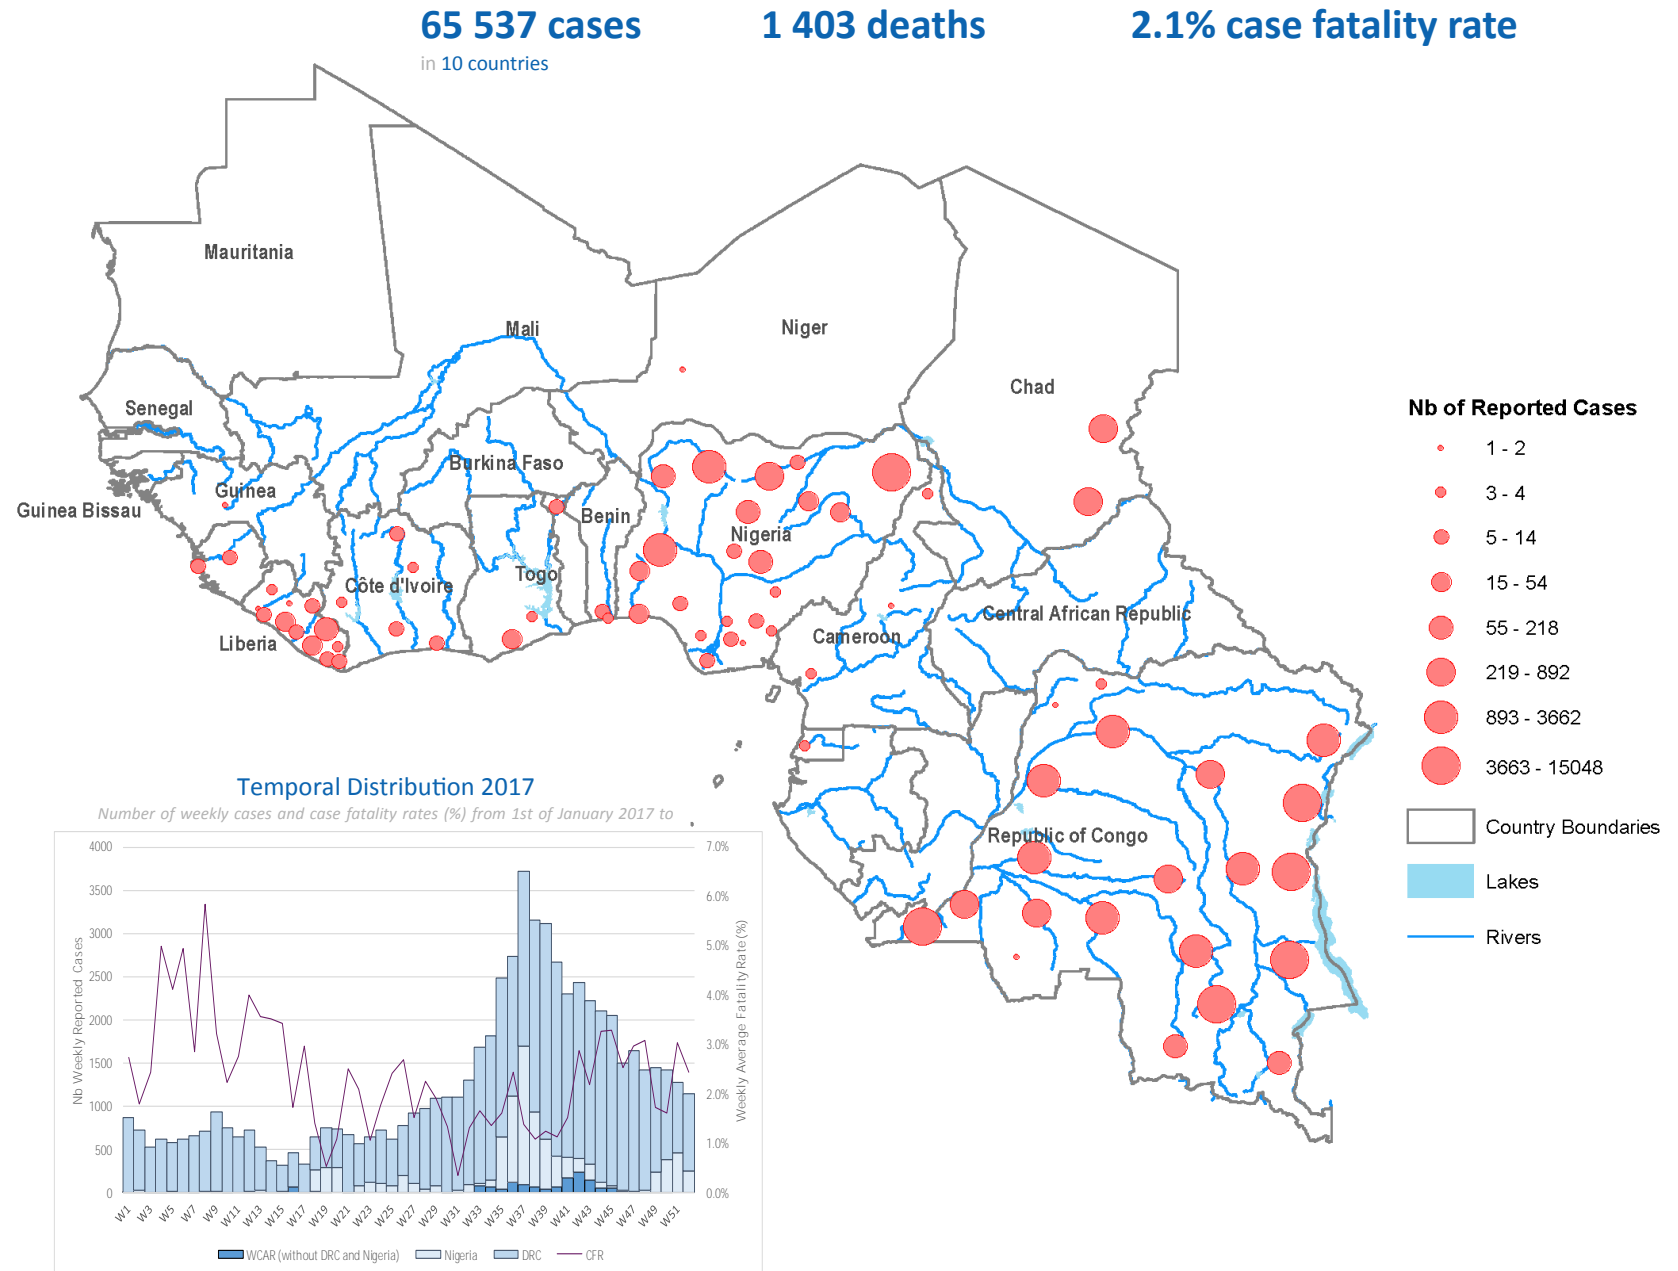 65 537 cases
1 403 deaths
2.1% case fatality rate
in 10 countries
Mauritania
Mali
Niger
Chad
Senegal
Burkina Faso
Guinea
Guinea Bissau
Benin
Nigeria
Togo
Côte d'Ivoire
Liberia
Cameroon
Central African Republic
Republic of Congo
Nb of Reported Cases
1 - 2
3 - 4
5 - 14
15 - 54
55 - 218
219 - 892
893 - 3662
3663 - 15048
Country Boundaries
Lakes
Rivers
Temporal Distribution 2017
Number of weekly cases and case fatality rates (%) from 1st of January 2017 to
Nb Weekly Reported Cases
4000
3500
3000
2500
2000
1500
1000
500
0
7.0%
6.0%
5.0%
4.0%
3.0%
2.0%
1.0%
0.0%
Weekly Average Fatality Rate (%)
W1 W3 W5 W7 W9 W11 W13 W15 W17 W19 W21 W23 W25 W27 W29 W31 W33 W35 W37 W39 W41 W43 W45 W47 W49 W51
WCAR (without DRC and Nigeria) Nigeria DRC CFR